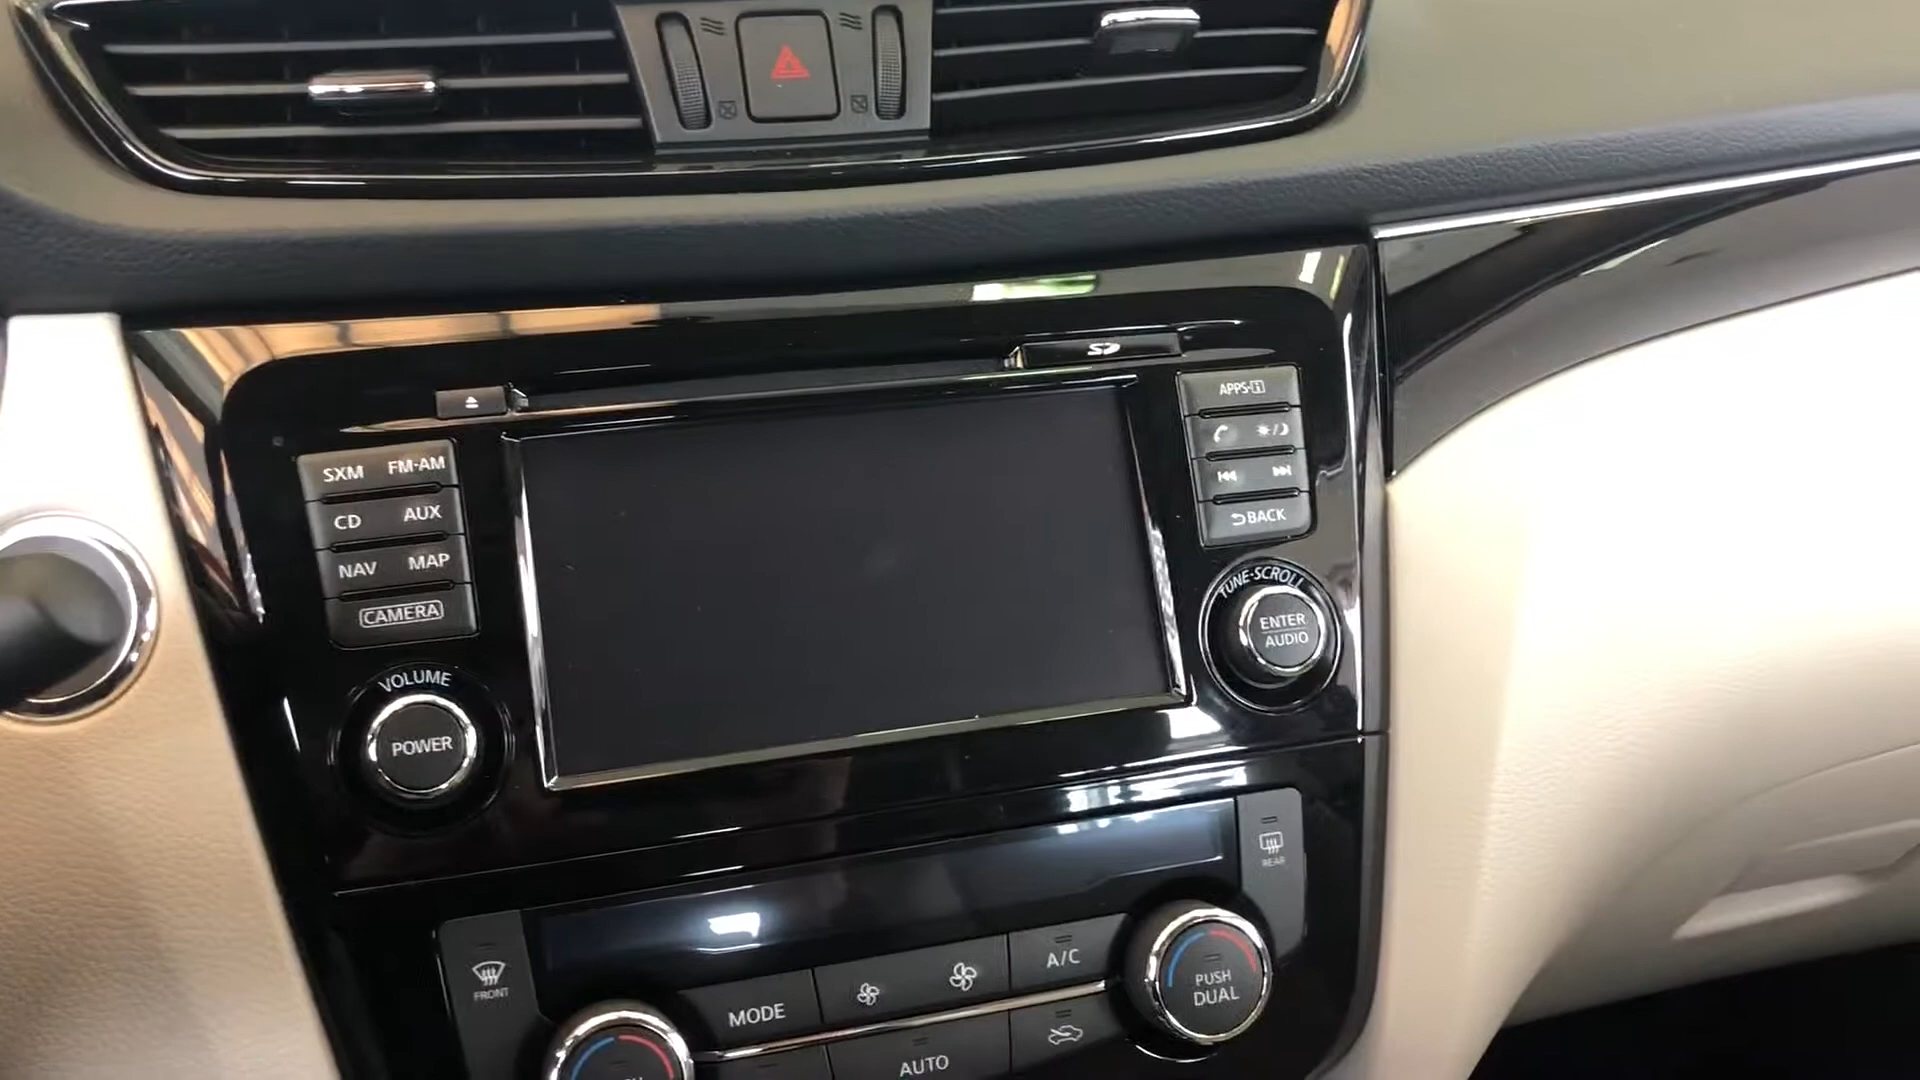 SD
APPS·i
SXM FM·AM
CD AUX
NAV MAP
CAMERA
BACK
TUNE·SCROLL
ENTER
AUDIO
VOLUME
POWER
REAR
FRONT
MODE
A/C
PUSH
DUAL
AUTO